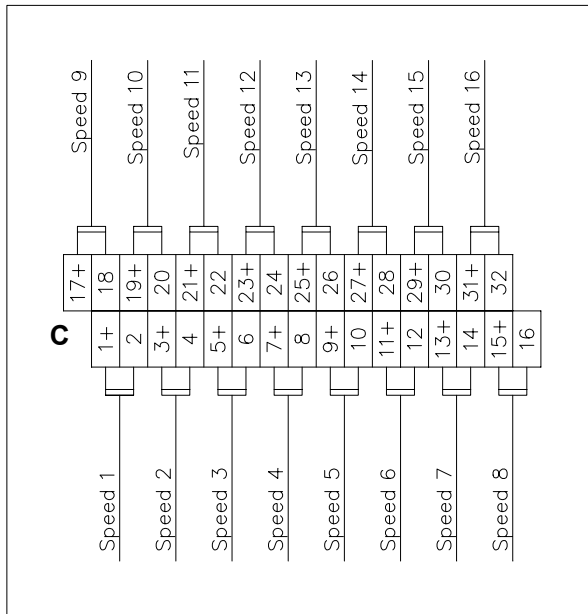 Speed 9
Speed 10
Speed 11
Speed 12
Speed 13
Speed 14
Speed 15
Speed 16
17+ 18 19+ 20 21+ 22 23+ 24 25+ 26 27+ 28 29+ 30 31+ 32
C 1+ 2 3+ 4 5+ 6 7+ 8 9+ 10 11+ 12 13+ 14 15+ 16
Speed 1
Speed 2
Speed 3
Speed 4
Speed 5
Speed 6
Speed 7
Speed 8